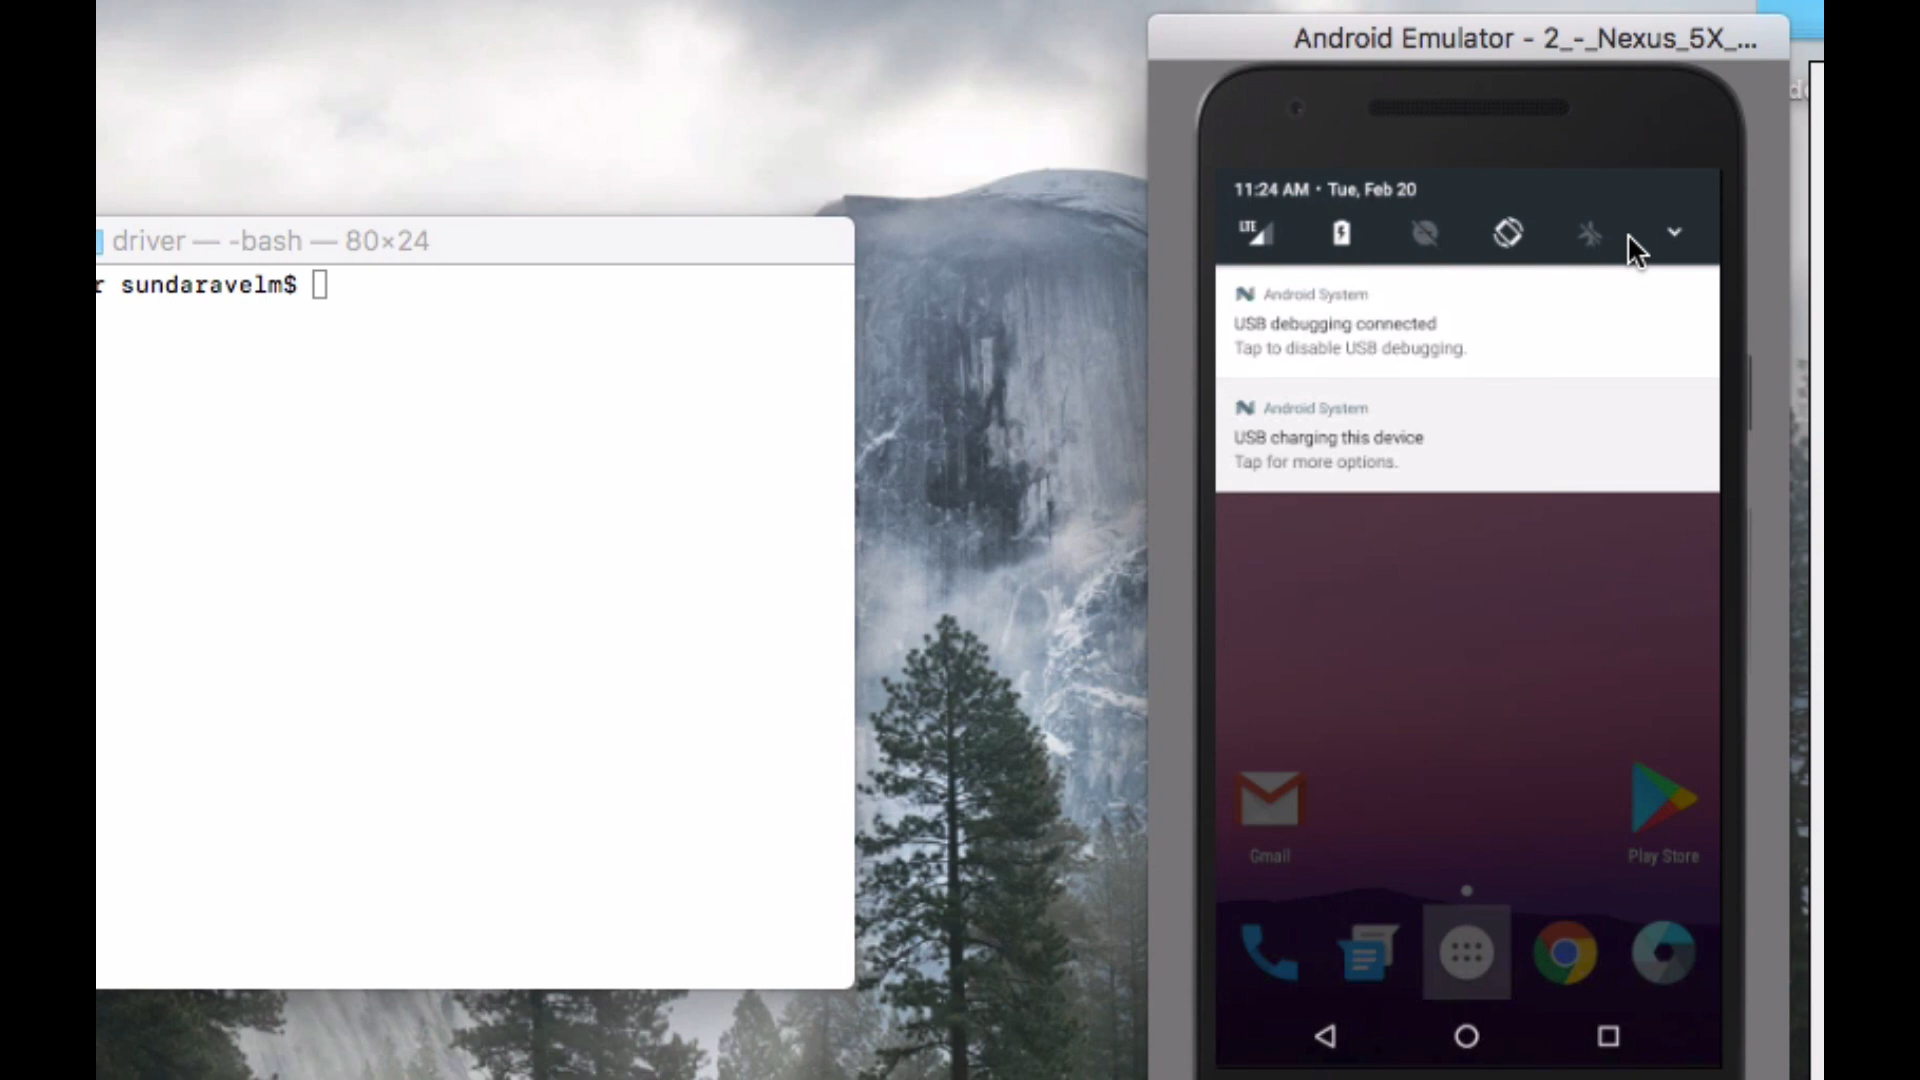 Android Emulator - 2_-_Nexus_5X_...
driver — -bash — 80×24
r sundaravelm$
11:24 AM • Tue, Feb 20
LTE
Android System
USB debugging connected
Tap to disable USB debugging.
Android System
USB charging this device
Tap for more options.
Gmail
Play Store